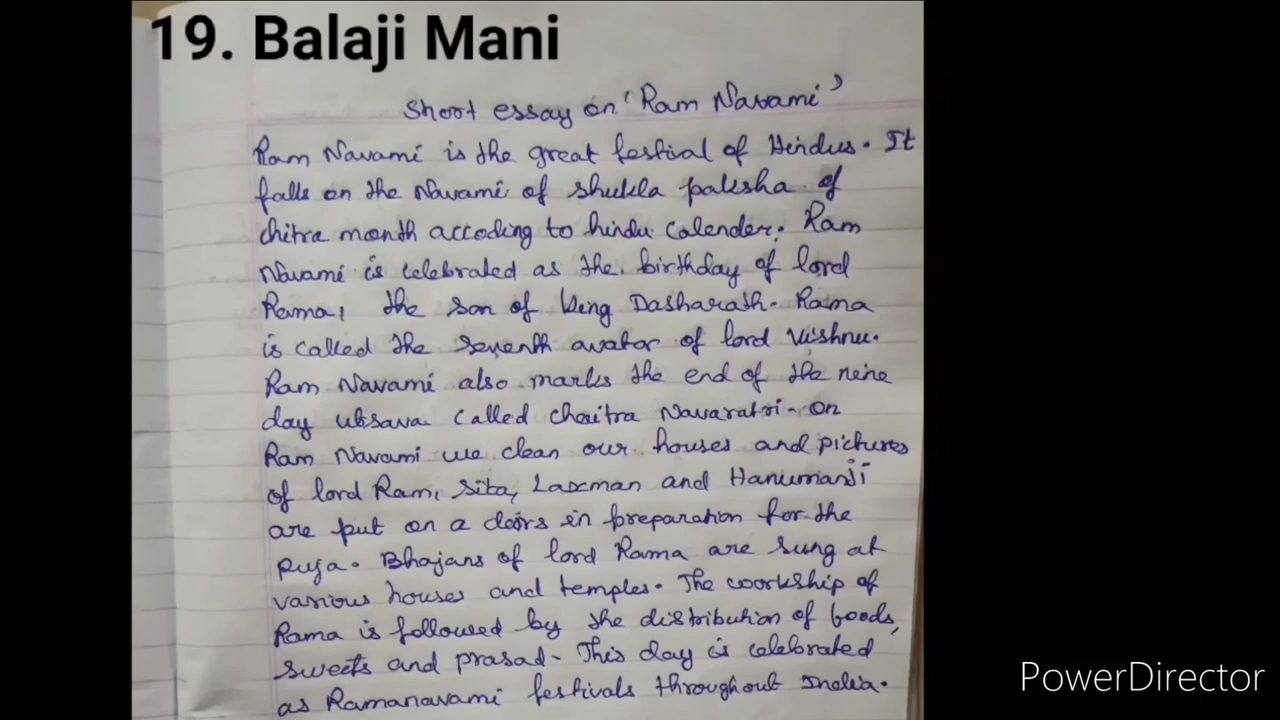 19. Balaji Mani
Shoot essay on 'Ram Navami'
Ram Navami is the great festival of Hindus. It
falls on the Navami of shukla paksha of
chitra month accoding to hindu calender. Ram
Navami is celebrated as the birthday of lord
Rama, the son of king Dasharath. Rama
is called the seventh avator of lord Vishnu.
Ram Navami also marks the end of the nine
day utsava called chaitra Navaratri. On
Ram Navami we clean our houses and pictures
of lord Ram, Sita, Laxman and Hanumanji
are put on a in preparation for the
puja. Bhajans of lord Rama are sung at
various houses and temples. The workship of
Rama is followed by the distribution of
sweets and prasad. This day is celebrated
as Ramanavami festivals throughout India.
PowerDirector